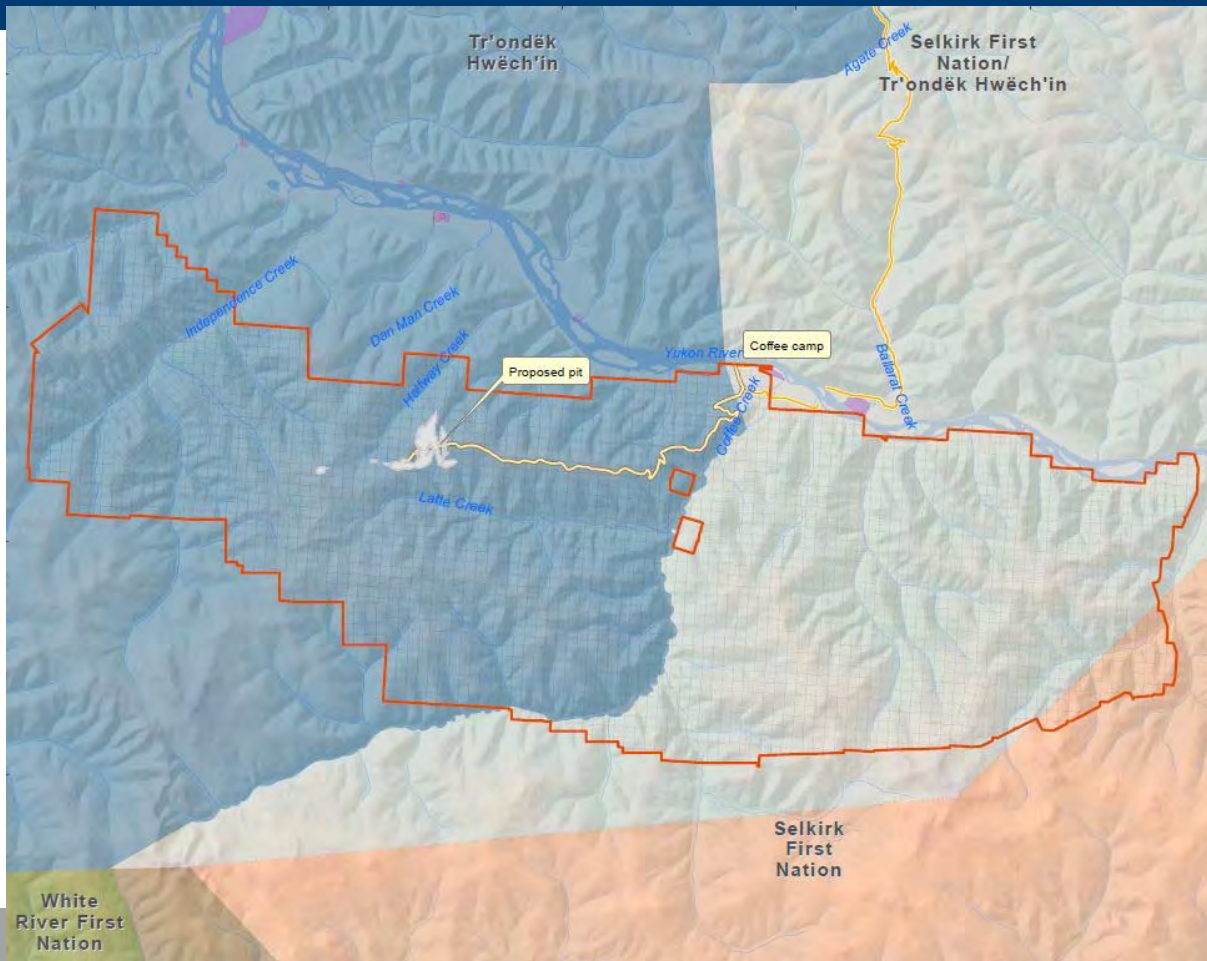 Tr'ondëk
Hwëch'in
Agate Creek
Selkirk First
Nation/
Tr'ondëk Hwëch'in
Independence Creek
Dan Man Creek
Halfway Creek
Proposed pit
Yukon River
Coffee camp
Ballarat Creek
Coffee Creek
Latte Creek
Selkirk
First
Nation
White
River First
Nation